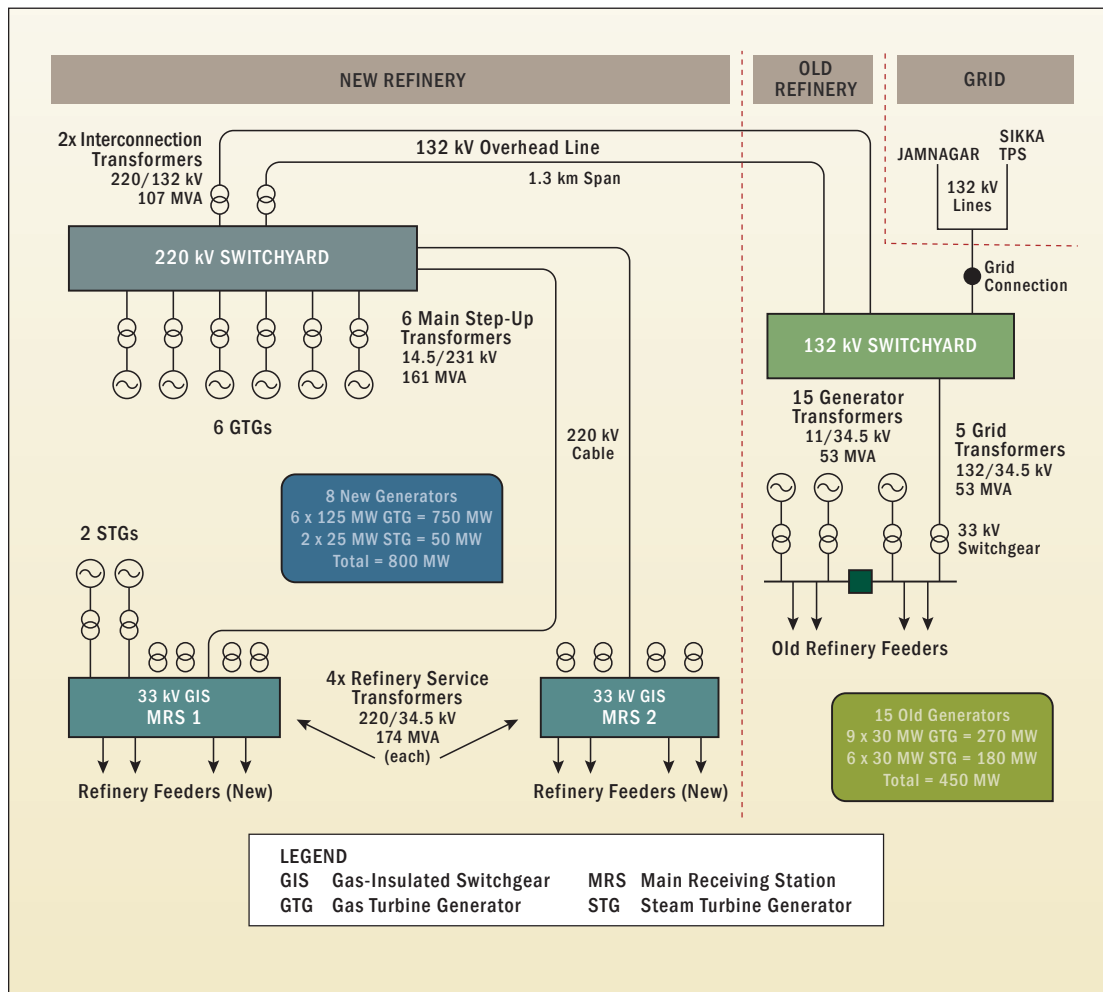 NEW REFINERY
OLD
REFINERY
GRID
2x Interconnection
Transformers
220/132 kV
107 MVA
132 kV Overhead Line
1.3 km Span
JAMNAGAR
SIKKA
TPS
132 kV
Lines
Grid
Connection
220 kV SWITCHYARD
132 kV SWITCHYARD
6 Main Step-Up
Transformers
14.5/231 kV
161 MVA
6 GTGs
15 Generator
Transformers
11/34.5 kV
53 MVA
5 Grid
Transformers
132/34.5 kV
53 MVA
220 kV
Cable
8 New Generators
6 x 125 MW GTG = 750 MW
2 x 25 MW STG = 50 MW
Total = 800 MW
33 kV
Switchgear
2 STGs
Old Refinery Feeders
33 kV GIS
MRS 1
4x Refinery Service
Transformers
220/34.5 kV
174 MVA
(each)
33 kV GIS
MRS 2
15 Old Generators
9 x 30 MW GTG = 270 MW
6 x 30 MW STG = 180 MW
Total = 450 MW
Refinery Feeders (New)
Refinery Feeders (New)
LEGEND
GIS Gas-Insulated Switchgear
MRS Main Receiving Station
GTG Gas Turbine Generator
STG Steam Turbine Generator